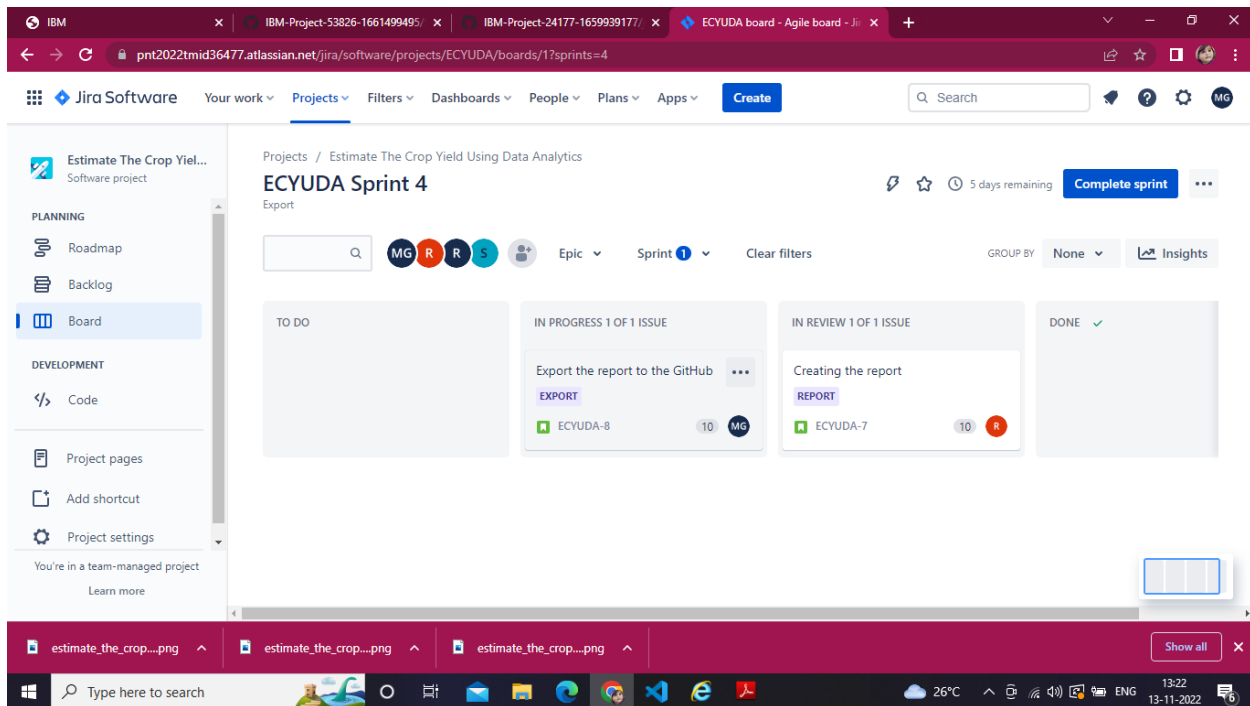 IBM
IBM-Project-53826-1661499495/
IBM-Project-24177-1659939177/
ECYUDA board - Agile board - Jir
pnt2022tmid36477.atlassian.net/jira/software/projects/ECYUDA/boards/1?sprints=4
Jira Software
Your work
Projects
Filters
Dashboards
People
Plans
Apps
Create
Search
MG
Estimate The Crop Yiel...
Software project
PLANNING
Roadmap
Backlog
Board
DEVELOPMENT
Code
Project pages
Add shortcut
Project settings
You're in a team-managed project
Learn more
Projects / Estimate The Crop Yield Using Data Analytics
ECYUDA Sprint 4
Export
5 days remaining
Complete sprint
MG R R S
Epic
Sprint 1
Clear filters
GROUP BY
None
Insights
TO DO
IN PROGRESS 1 OF 1 ISSUE
Export the report to the GitHub
EXPORT
ECYUDA-8
10
MG
IN REVIEW 1 OF 1 ISSUE
Creating the report
REPORT
ECYUDA-7
10
R
DONE
estimate_the_crop....png
estimate_the_crop....png
estimate_the_crop....png
Show all
Type here to search
26°C
ENG
13:22
13-11-2022
6